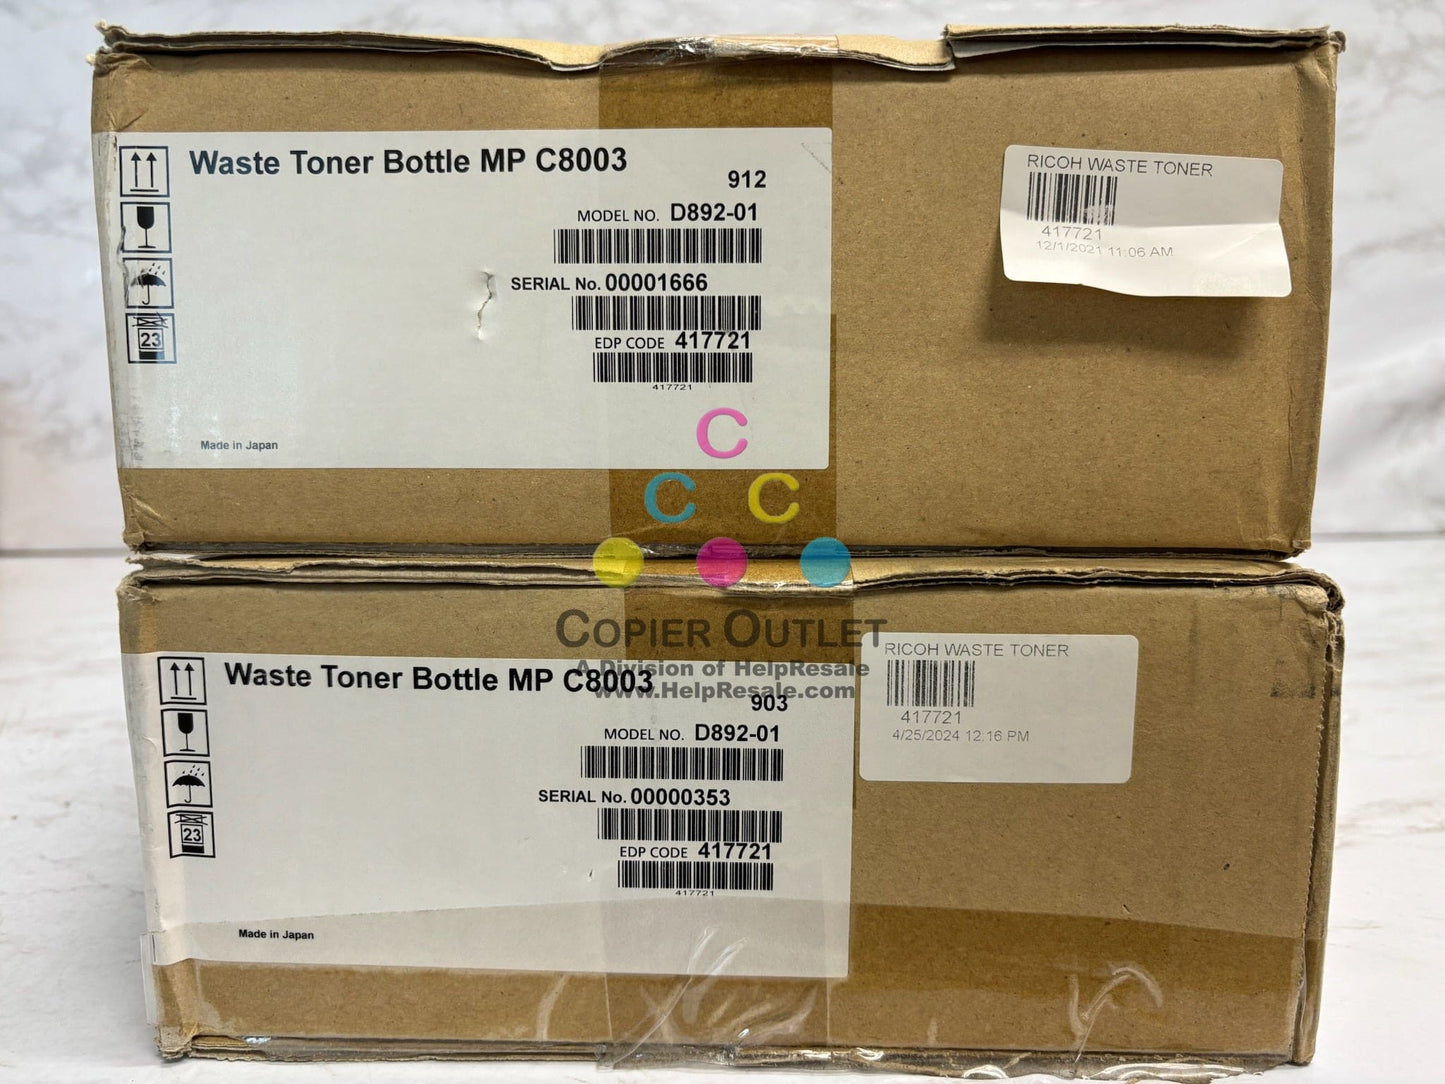 Waste Toner Bottle MP C8003
912
MODEL NO. D892-01
SERIAL No. 00001666
EDP CODE 417721
417721
23
Made in Japan
RICOH WASTE TONER
417721
12/1/2021 11:06 AM
C
C C
COPIER OUTLET
A Division of HelpResale
www.HelpResale.com
Waste Toner Bottle MP C8003
903
MODEL NO. D892-01
SERIAL No. 00000353
EDP CODE 417721
417721
23
Made in Japan
RICOH WASTE TONER
417721
4/25/2024 12:16 PM